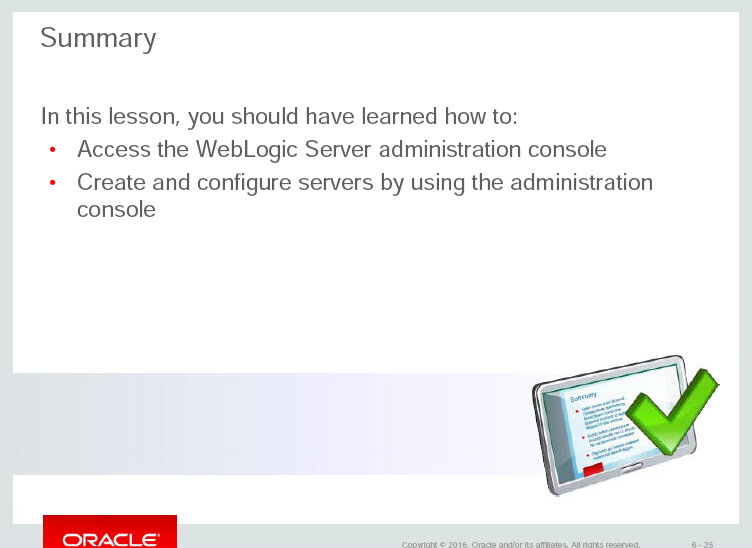 Summary
In this lesson, you should have learned how to:
• Access the WebLogic Server administration console
• Create and configure servers by using the administration
console
Summary
ORACLE®
Copyright © 2016, Oracle and/or its affiliates. All rights reserved.
6 - 25